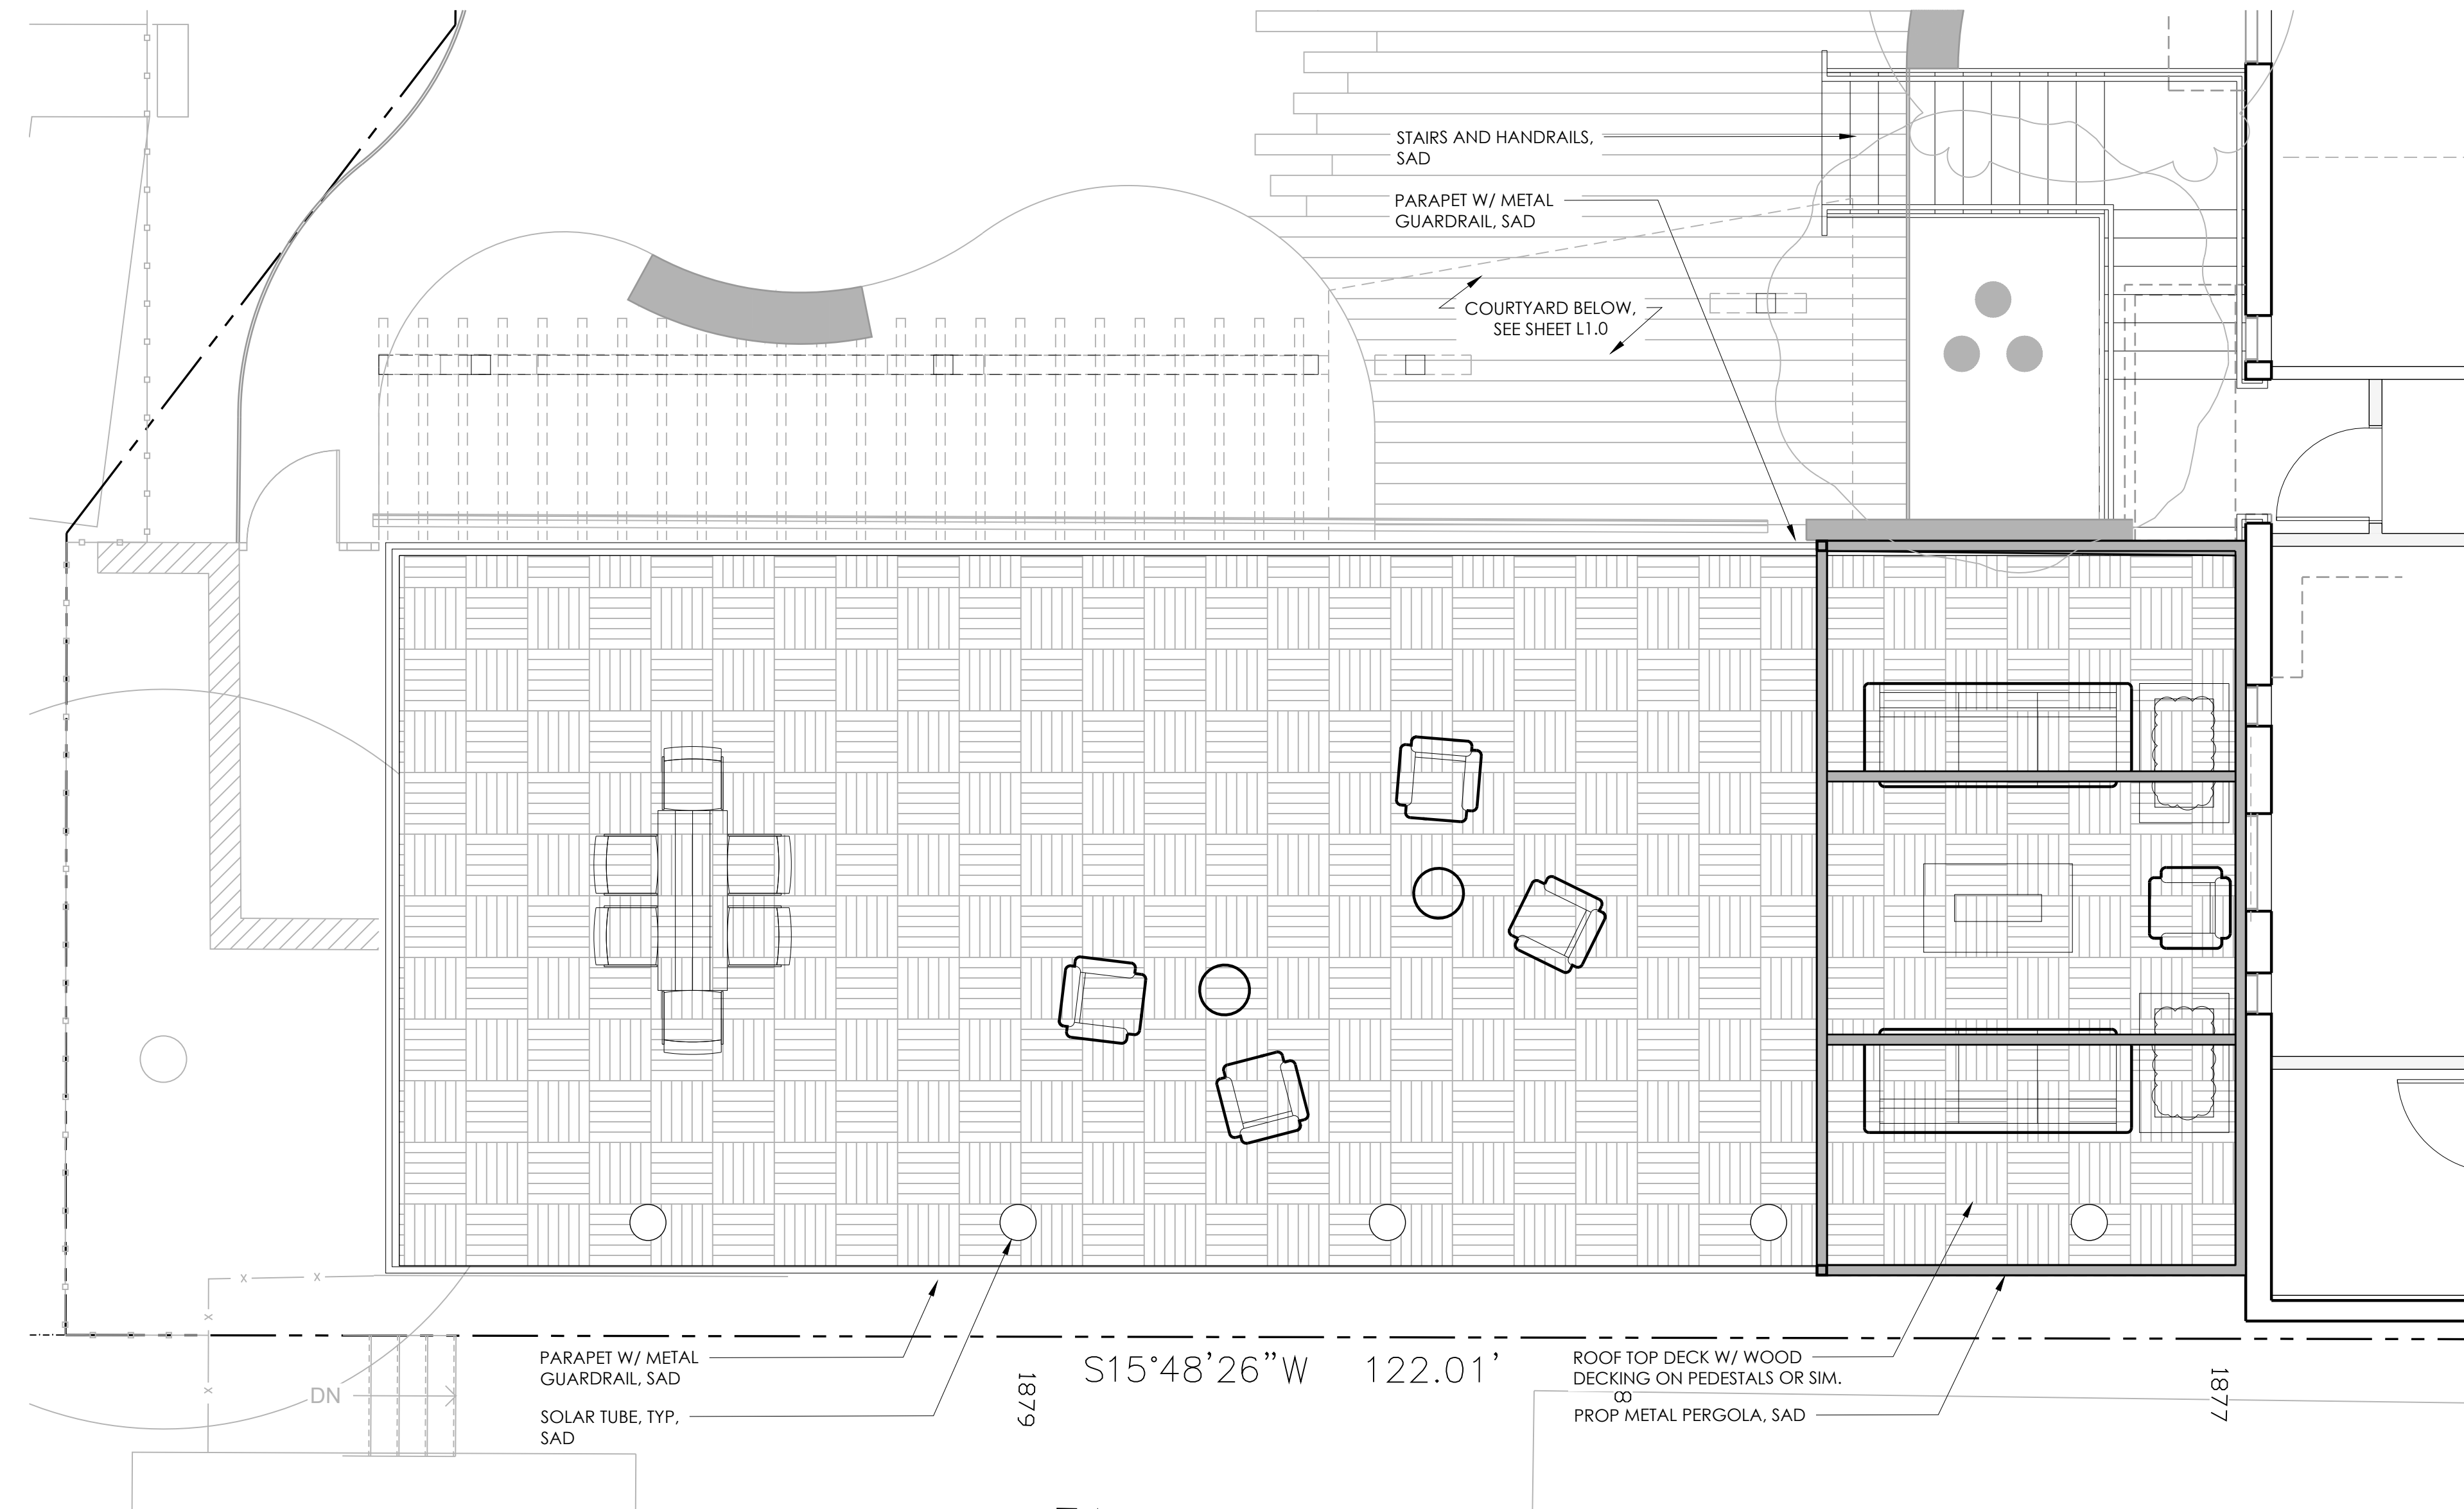 STAIRS AND HANDRAILS,
SAD
PARAPET W/ METAL
GUARDRAIL, SAD
COURTYARD BELOW,
SEE SHEET L1.0
PARAPET W/ METAL
GUARDRAIL, SAD
SOLAR TUBE, TYP,
SAD
DN
1879
S15°48'26"W 122.01'
ROOF TOP DECK W/ WOOD
DECKING ON PEDESTALS OR SIM.
8
PROP METAL PERGOLA, SAD
1877
x
x
x
x